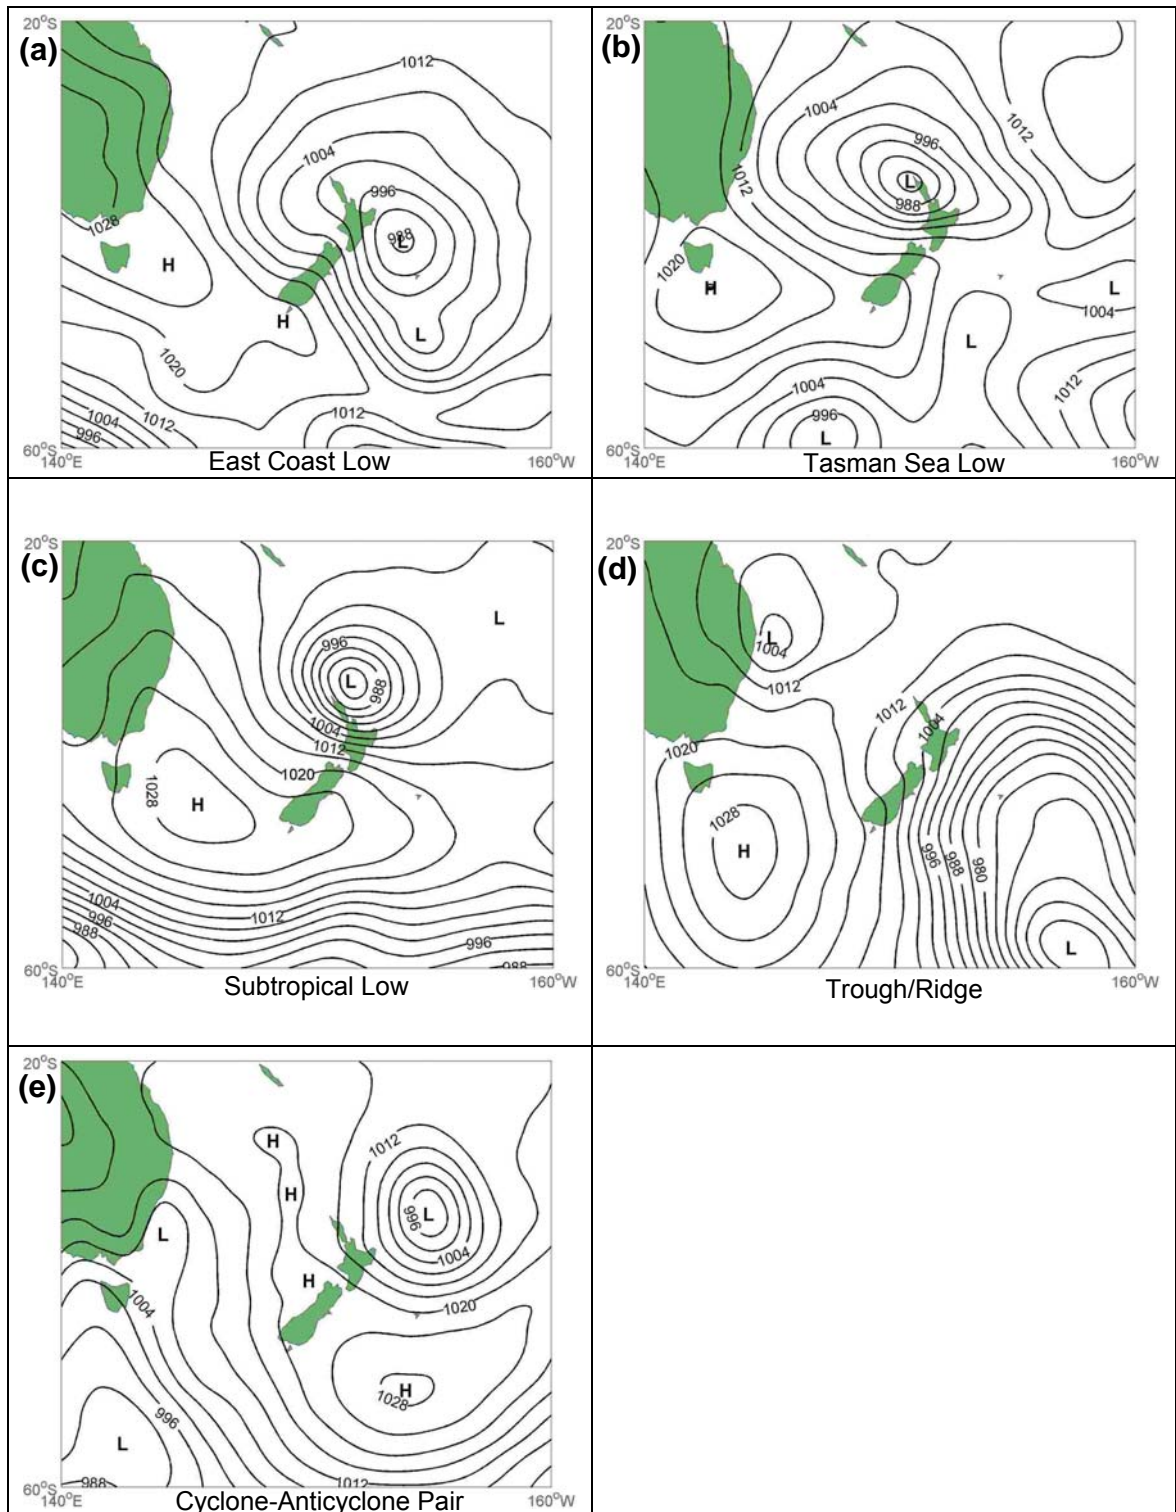 (a)
20°S
1012
1004
996
988
L
1028
H
H
L
1020
1004
1012
996
1012
60°S
140°E
160°W
East Coast Low
(b)
20°S
1004
996
1012
1012
L
988
1020
H
L
1004
L
1004
1012
996
L
60°S
140°E
160°W
Tasman Sea Low
(c)
20°S
L
996
L
988
1004
1012
1020
1028
H
1004
996
1012
988
996
988
60°S
140°E
160°W
Subtropical Low
(d)
20°S
L
1004
1012
1012
1004
1020
1028
H
996
988
980
L
60°S
140°E
160°W
Trough/Ridge
(e)
20°S
H
1012
H
L
996
L
1004
H
1004
1020
H
1028
996
L
988
1012
60°S
140°E
160°W
Cyclone-Anticyclone Pair